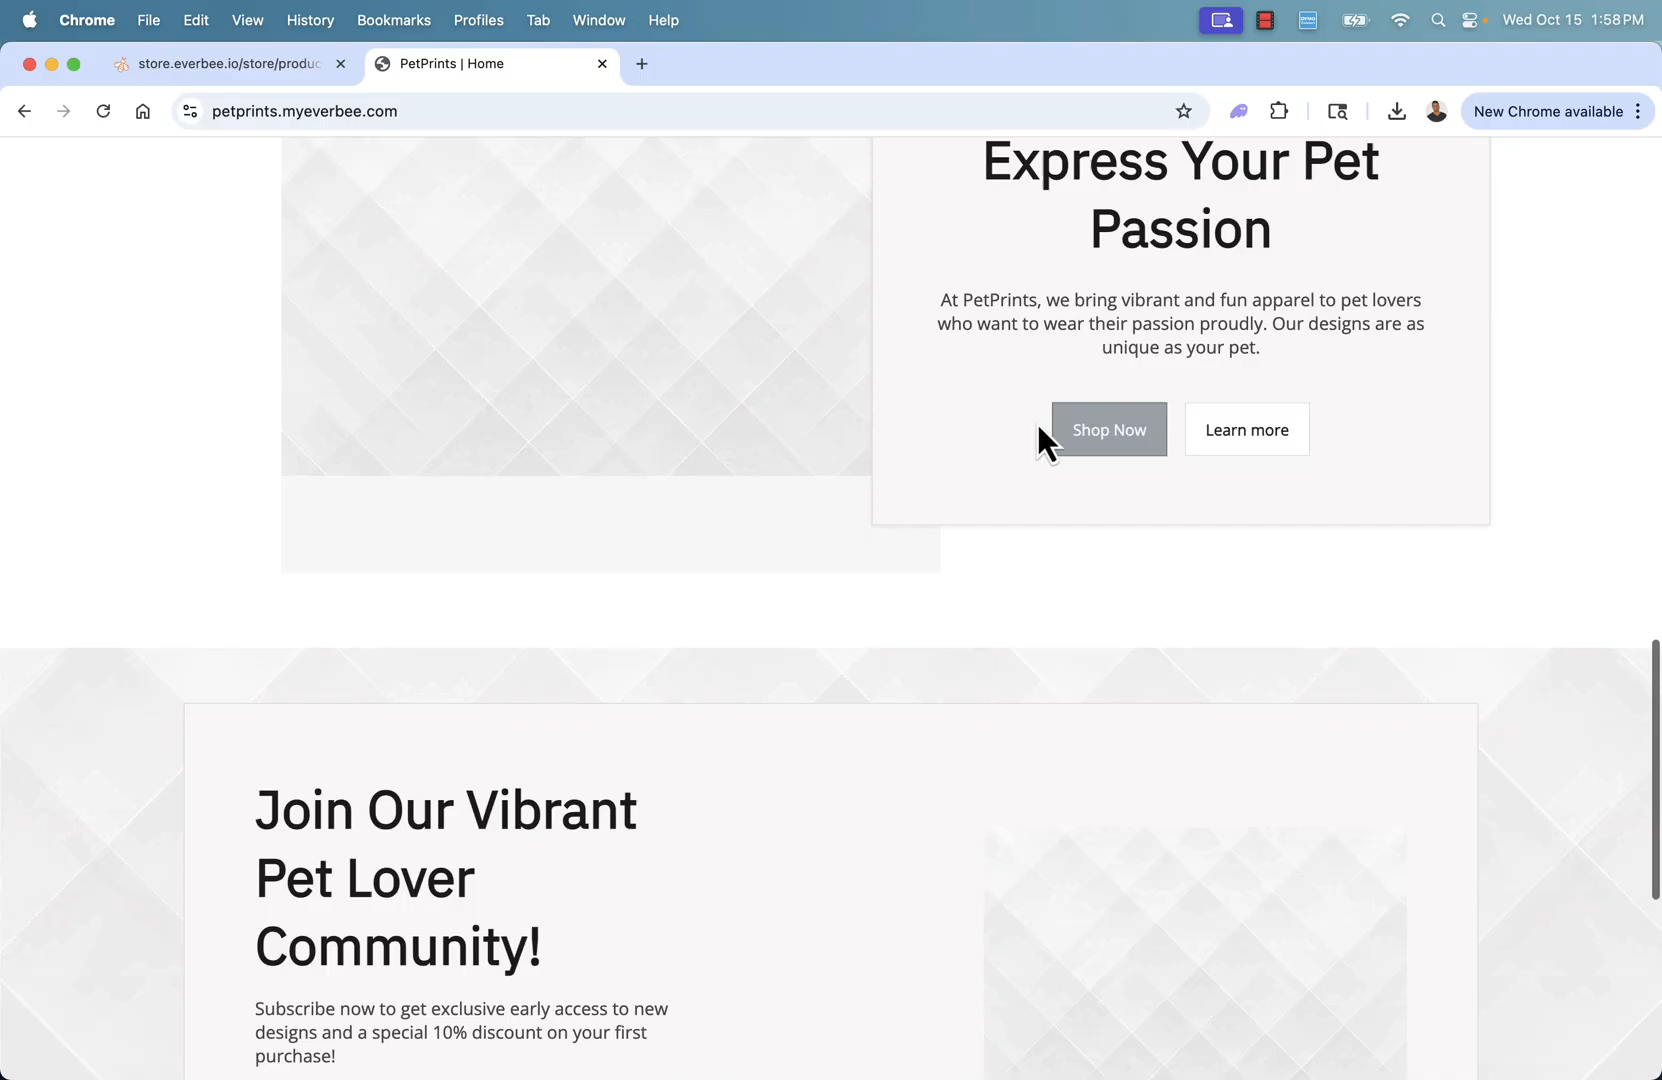 Chrome File Edit View History Bookmarks Profiles Tab Window Help Wed Oct 15 1:58 PM
store.everbee.io/store/produc PetPrints | Home
petprints.myeverbee.com New Chrome available
Express Your Pet
Passion
At PetPrints, we bring vibrant and fun apparel to pet lovers
who want to wear their passion proudly. Our designs are as
unique as your pet.
Shop Now Learn more
Join Our Vibrant
Pet Lover
Community!
Subscribe now to get exclusive early access to new
designs and a special 10% discount on your first
purchase!